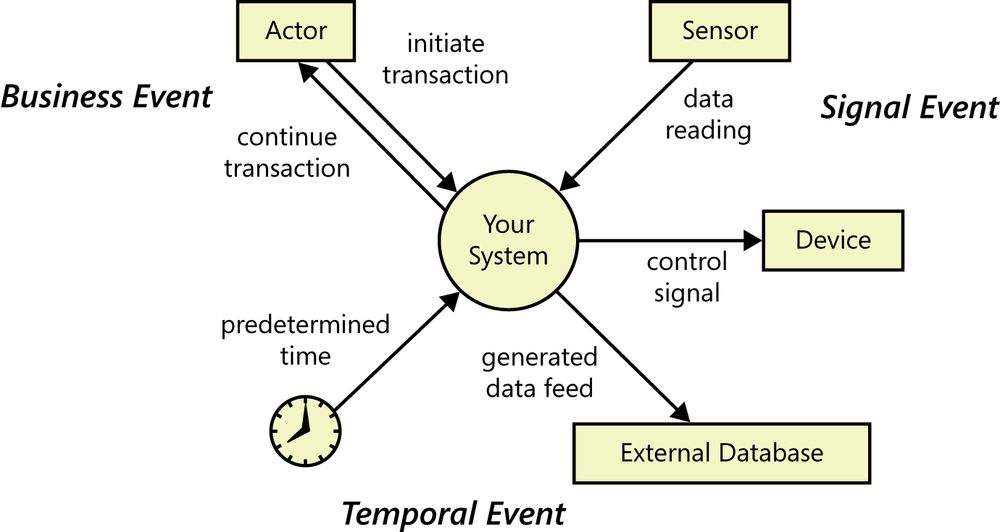 Actor
Sensor
initiate
transaction
Business Event
data
reading
Signal Event
continue
transaction
Your
System
Device
control
signal
predetermined
time
generated
data feed
External Database
Temporal Event